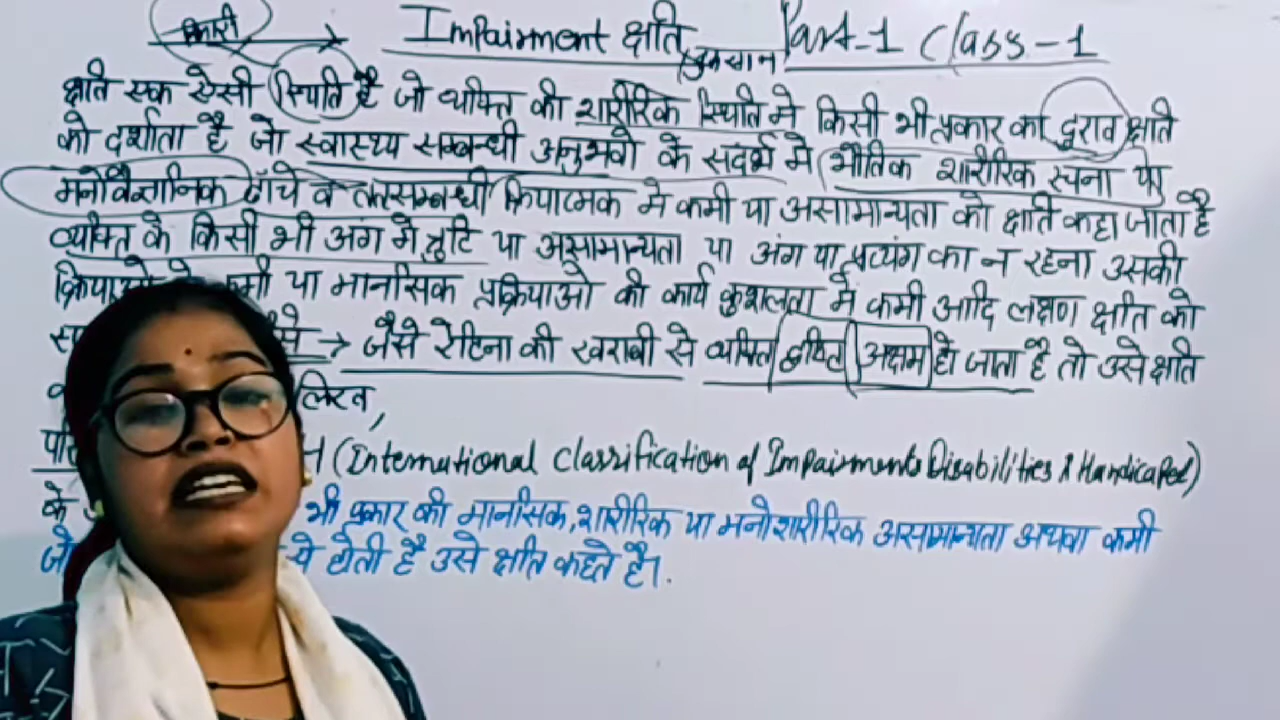 Impairment क्षति Part-1 Class-1
(नुकसान)
क्षति एक ऐसी स्थिति है जो व्यक्ति की शारीरिक स्थिति मे किसी भी प्रकार का दुराव क्षति
को दर्शाता है जो स्वास्थ्य सम्बन्धी अनुभवो के सदर्भ मे भौतिक शारीरिक रचना
मनोवैज्ञानिक ढाँचे व तत्सम्बन्धी क्रियात्मक मे कमी या असामान्यता को क्षति कहा जाता है
व्यक्ति के किसी भी अंग मे त्रुटि या असामान्यता या अंग या प्रत्यंग का न रहना उसकी
कमी या मानसिक प्रक्रियाओ की कार्य कुशलता मे कमी आदि लक्षण क्षति को
→ जैसे रेटिना की खराबी से व्यक्ति अक्षम हो जाता है तो उसे क्षति
(International Classification of Impairments Disabilities & Handicaped)
के भी प्रकार की मानसिक, शारीरिक या मनोशारीरिक असामान्यता अथवा कमी
होती है उसे क्षति कहते है।